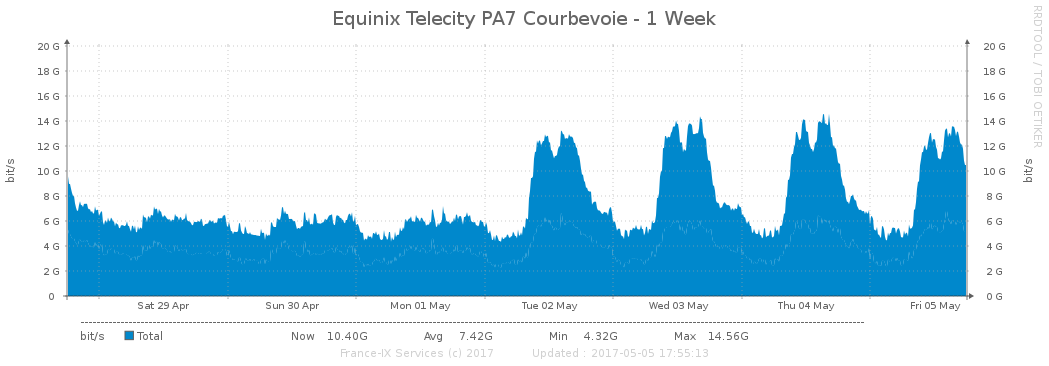 Equinix Telecity PA7 Courbevoie - 1 Week
RRDTOOL / TOBI OETIKER
20 G 20 G
18 G 18 G
16 G 16 G
14 G 14 G
12 G 12 G
10 G 10 G
8 G 8 G
6 G 6 G
4 G 4 G
2 G 2 G
0 0 G
bit/s
bit/s
Sat 29 Apr Sun 30 Apr Mon 01 May Tue 02 May Wed 03 May Thu 04 May Fri 05 May
bit/s Total Now 10.40G Avg 7.42G Min 4.32G Max 14.56G
France-IX Services (c) 2017 Updated : 2017-05-05 17:55:13